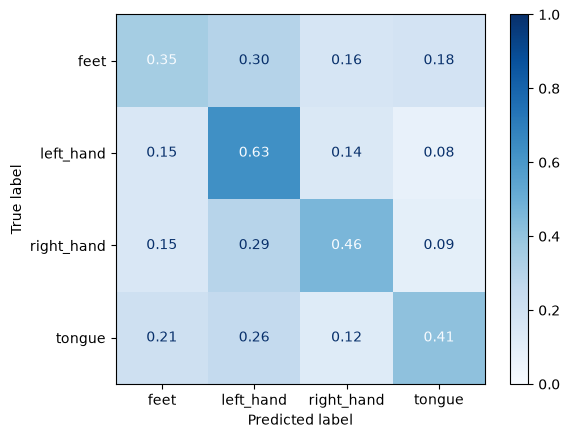 feet 0.35 0.30 0.16 0.18
left_hand 0.15 0.63 0.14 0.08
right_hand 0.15 0.29 0.46 0.09
tongue 0.21 0.26 0.12 0.41
feet left_hand right_hand tongue
Predicted label
True label
1.0
0.8
0.6
0.4
0.2
0.0